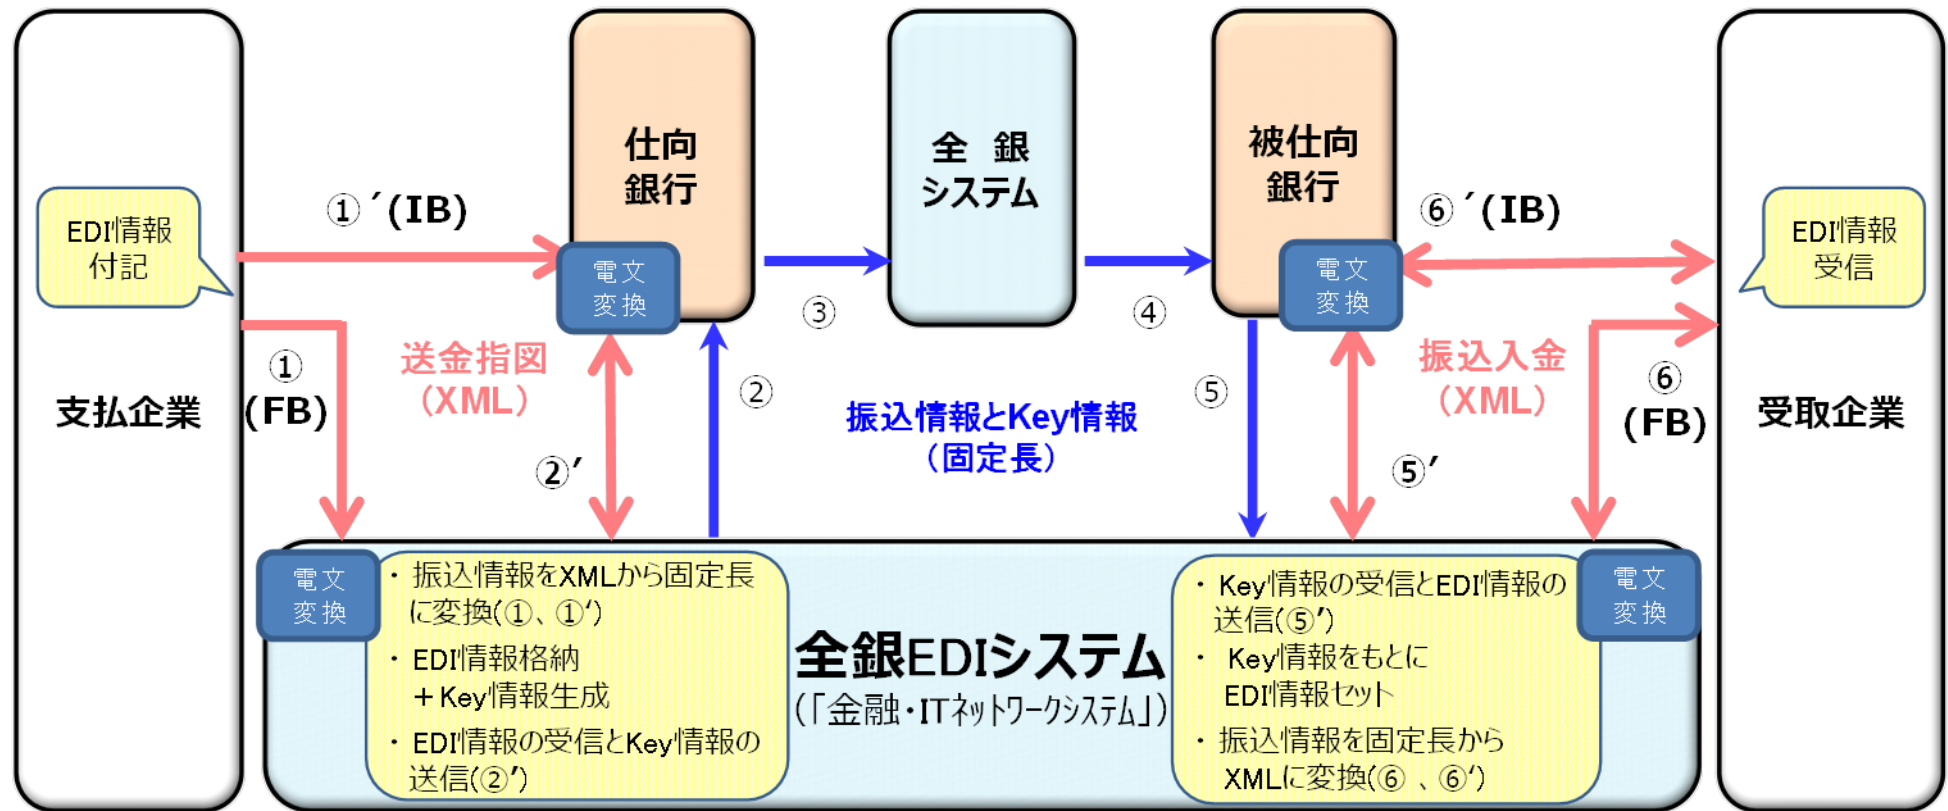 支払企業
EDI情報
付記
①´(IB)
①
(FB)
送金指図
(XML)
仕向
銀行
電文
変換
②´
②
③
全 銀
システム
④
振込情報とKey情報
(固定長)
被仕向
銀行
電文
変換
⑤
⑤´
⑥´(IB)
振込入金
(XML)
⑥
(FB)
EDI情報
受信
受取企業
電文
変換
・ 振込情報をXMLから固定長
に変換(①、①‘)
・ EDI情報格納
+Key情報生成
・ EDI情報の受信とKey情報の
送信(②’)
全銀EDIシステム
(「金融・ITネットワークシステム」)
・ Key情報の受信とEDI情報の
送信(⑤’)
・ Key情報をもとに
EDI情報セット
・ 振込情報を固定長から
XMLに変換(⑥ 、⑥‘)
電文
変換